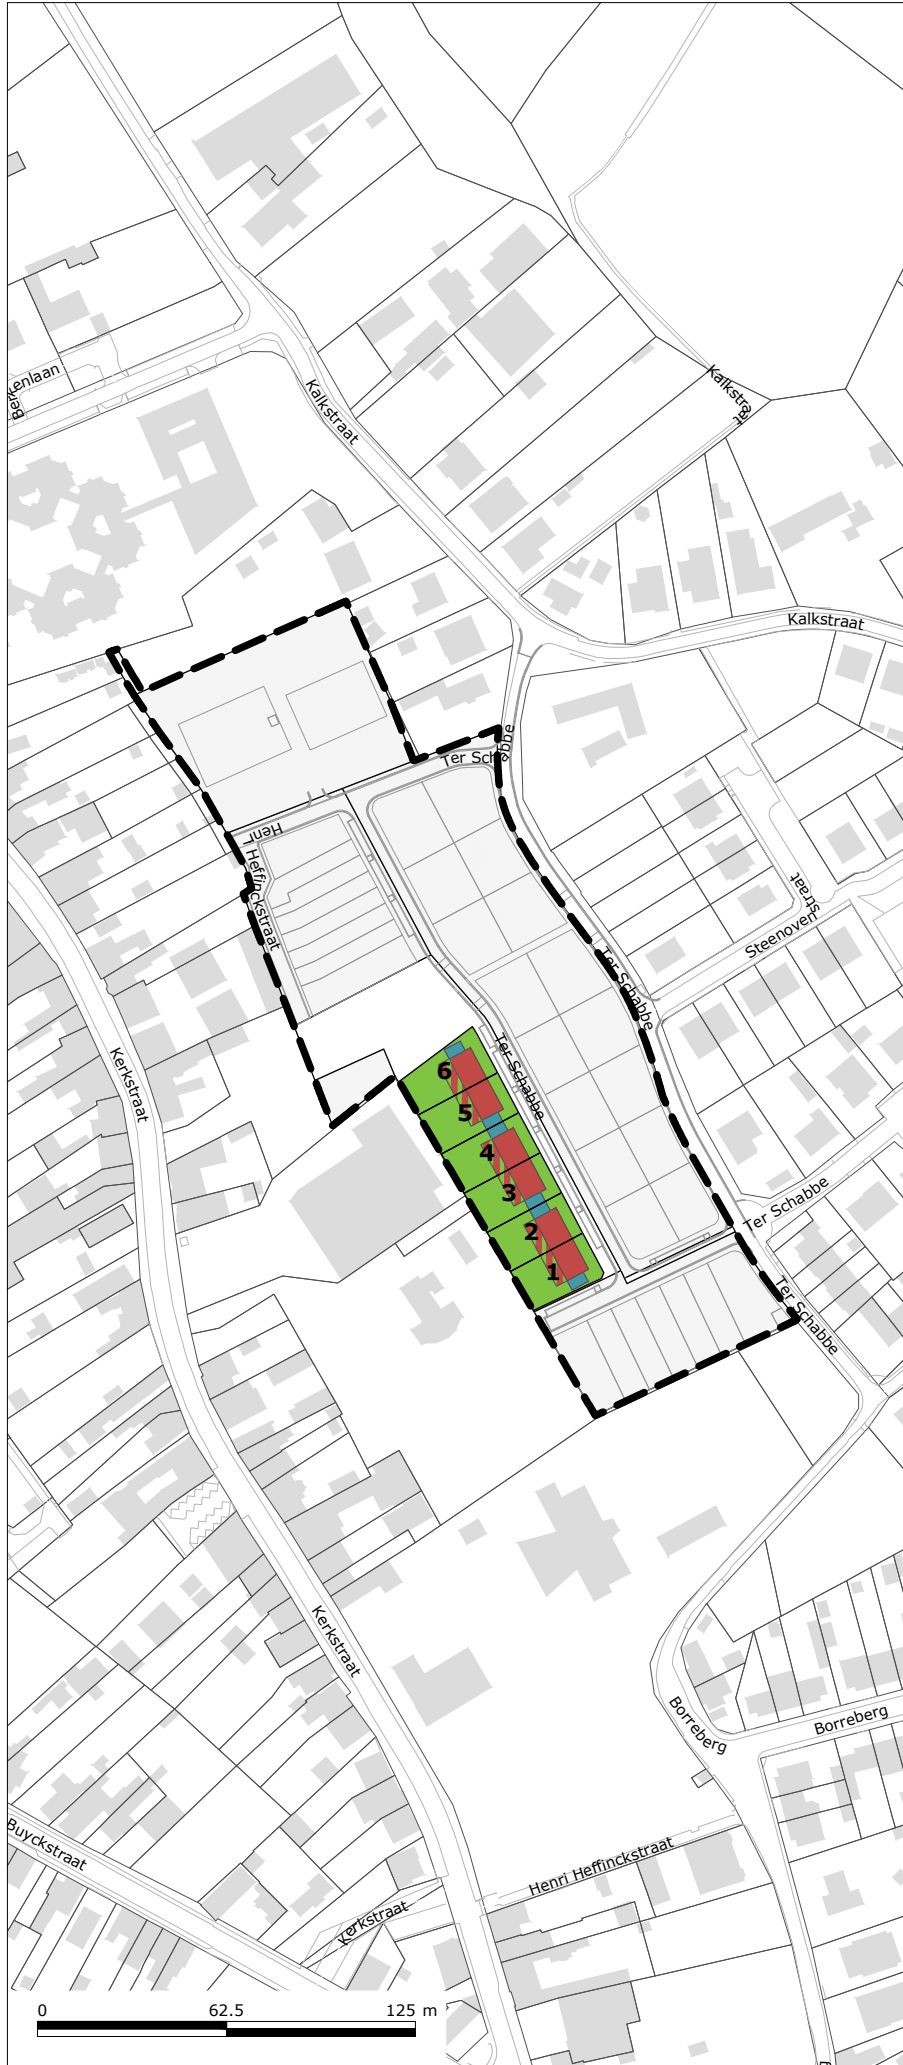 Kalkstraat
Kalkstraat
Kalkstraat
Ter Schabbe
Henri Heffinckstraat
Steenovenstraat
Ter Schabbe
Ter Schabbe
Kerkstraat
6
5
4
3
2
1
Ter Schabbe
Ter Schabbe
Kerkstraat
Borreberg
Borreberg
Buyckstraat
Henri Heffinckstraat
Kerkstraat
0 62.5 125 m